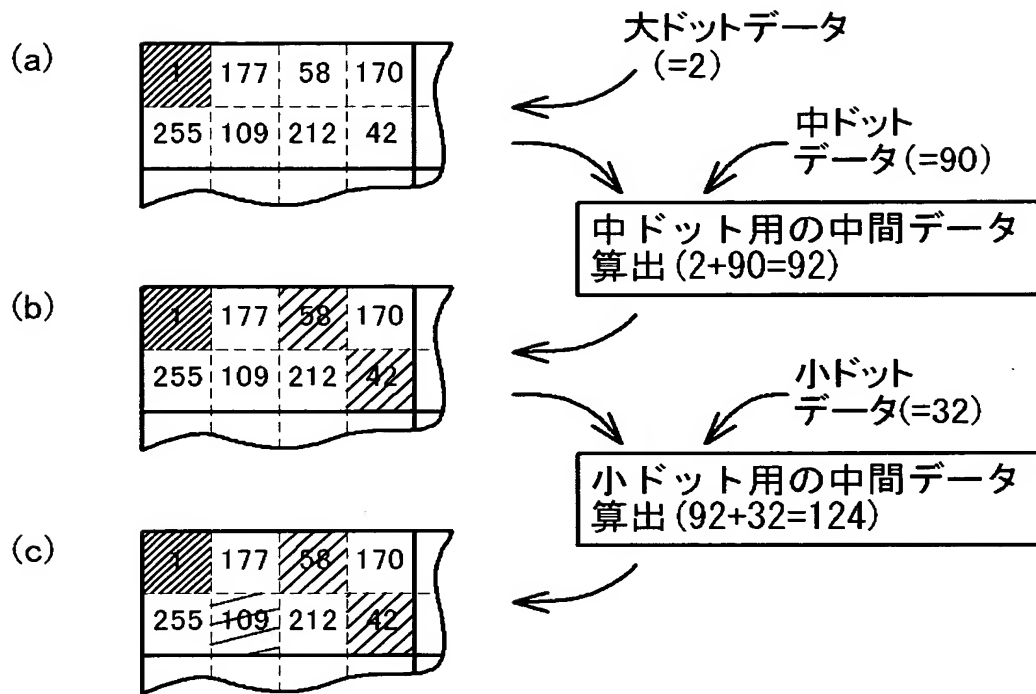 (a)
1 177 58 170
255 109 212 42
大ドットデータ
(=2)
中ドット
データ(=90)
中ドット用の中間データ
算出(2+90=92)
(b)
1 177 58 170
255 109 212 42
小ドット
データ(=32)
小ドット用の中間データ
算出(92+32=124)
(c)
1 177 58 170
255 109 212 42